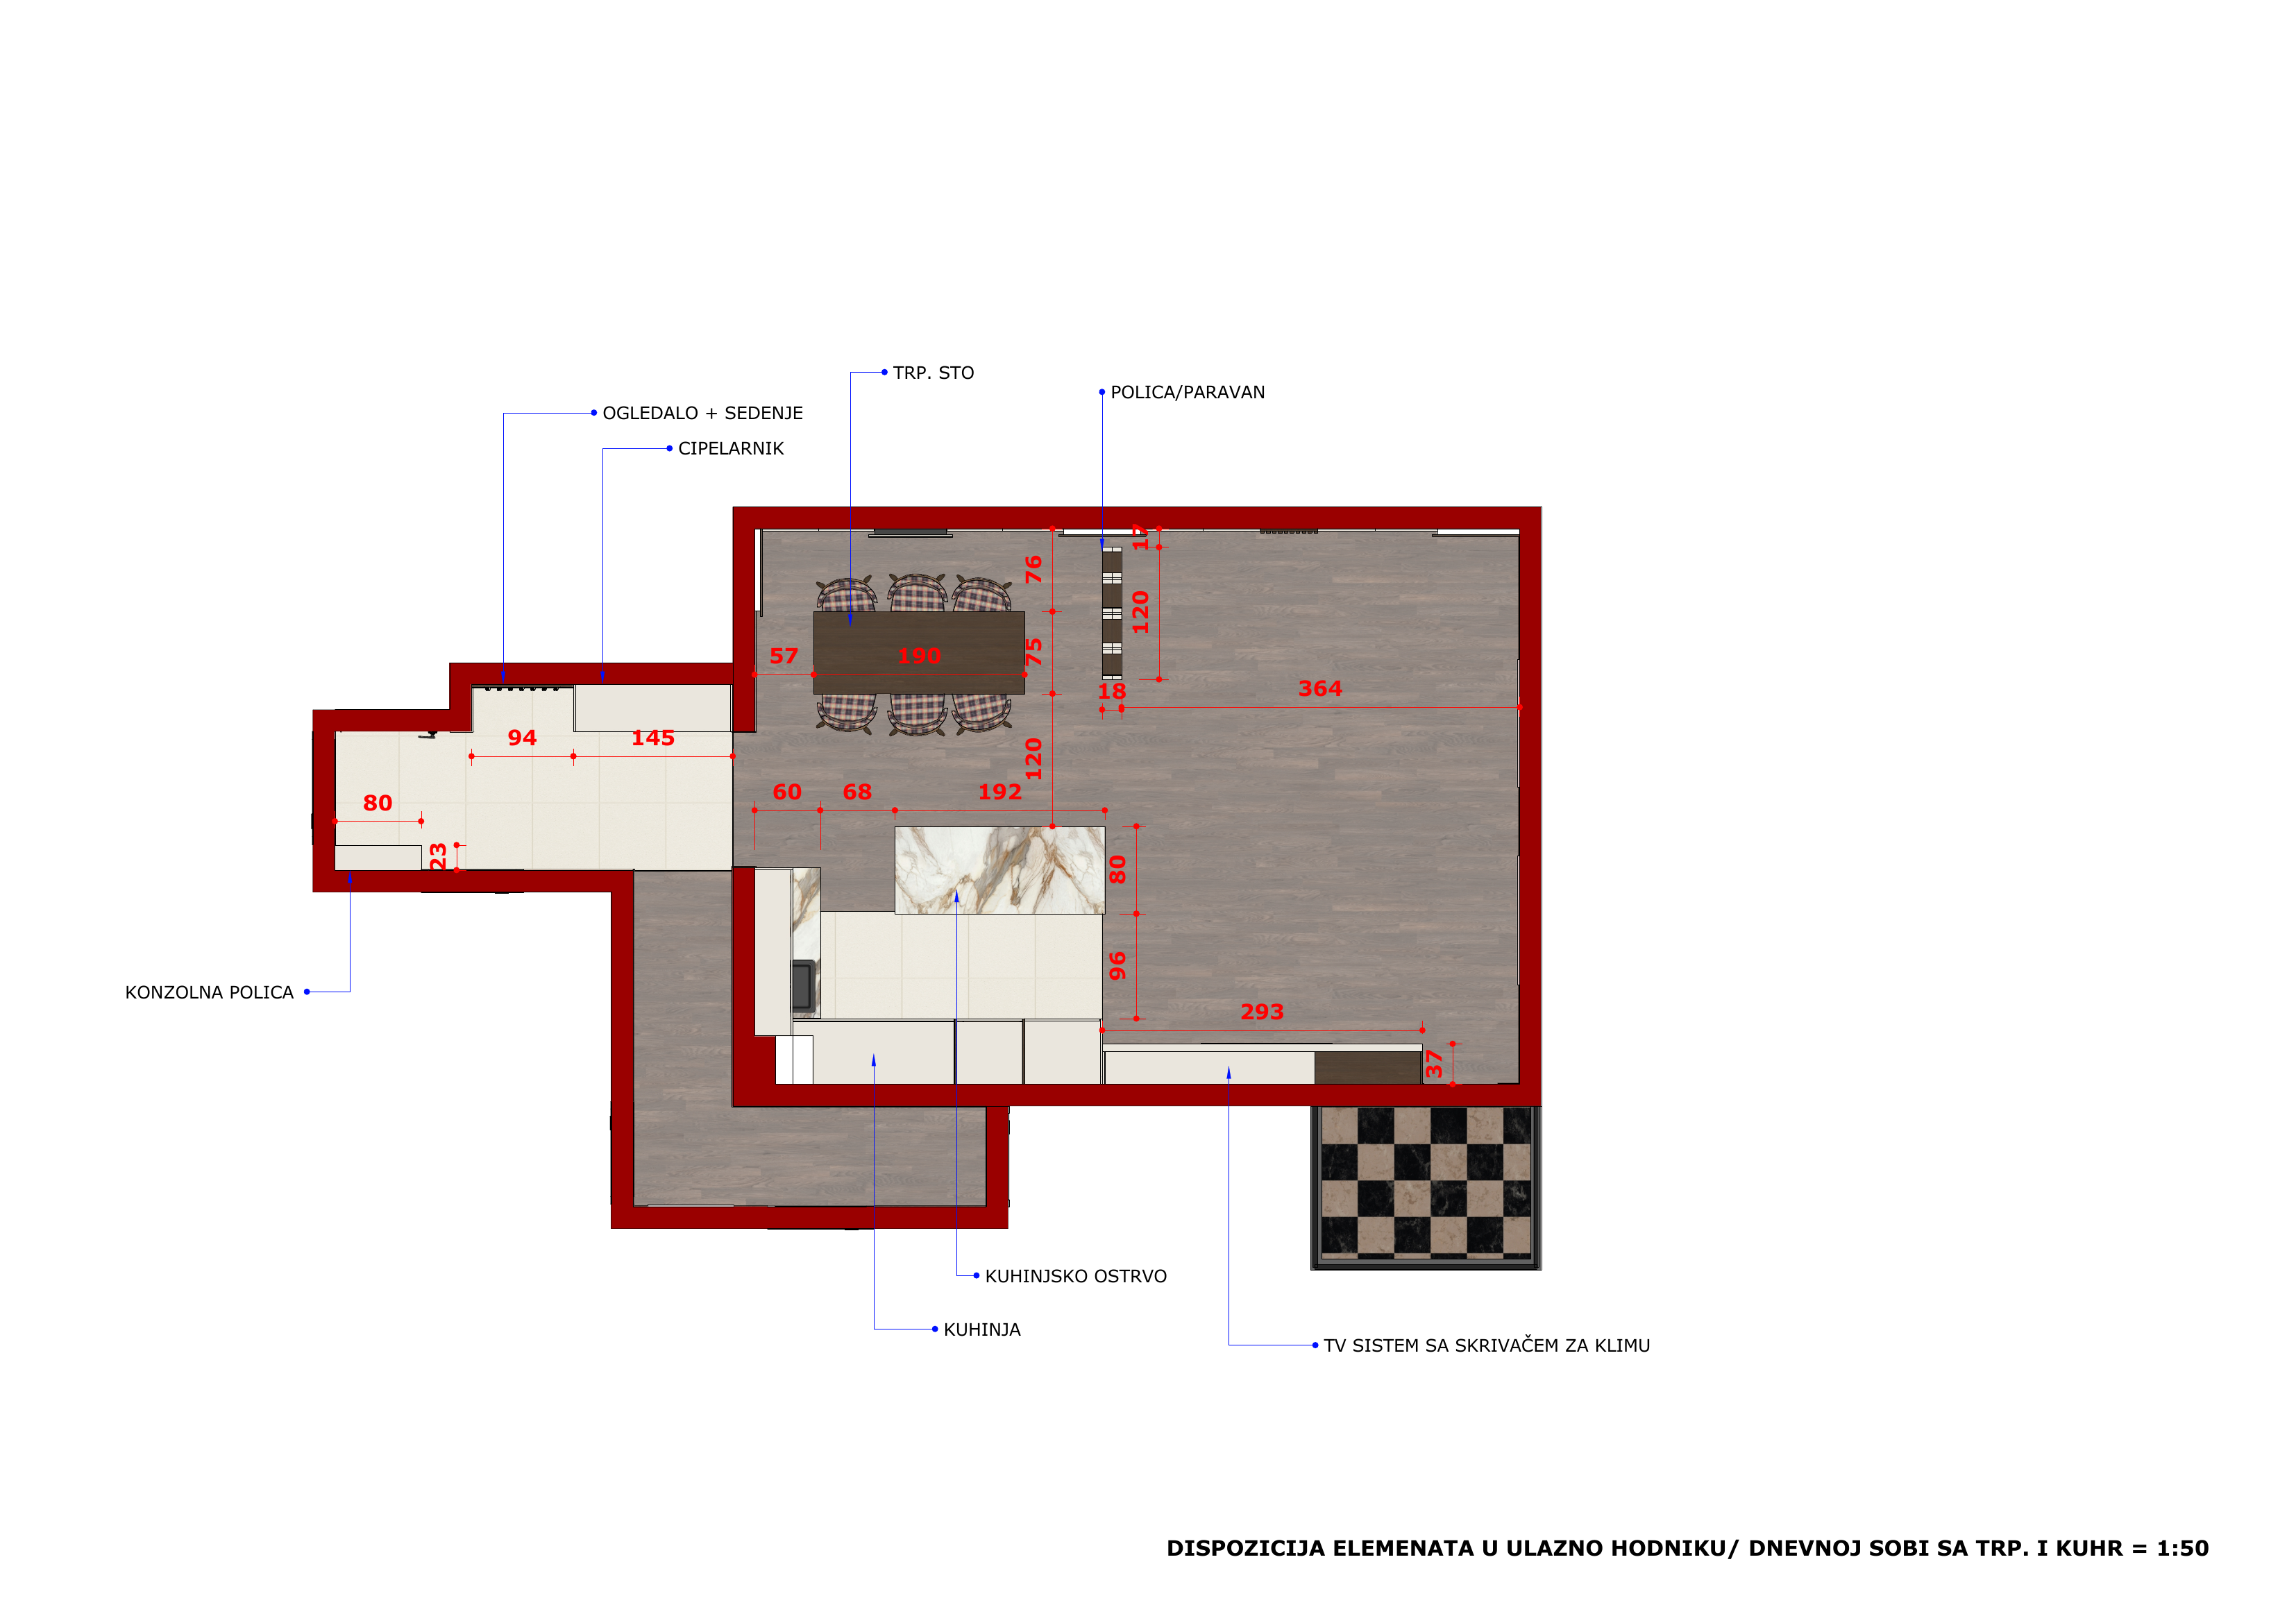 TRP. STO
POLICA/PARAVAN
OGLEDALO + SEDENJE
CIPELARNIK
17
76
120
75
57
190
18
364
94
145
120
60
68
192
80
23
80
96
KONZOLNA POLICA
293
37
KUHINJSKO OSTRVO
KUHINJA
TV SISTEM SA SKRIVAČEM ZA KLIMU
DISPOZICIJA ELEMENATA U ULAZNO HODNIKU/ DNEVNOJ SOBI SA TRP. I KUHR = 1:50